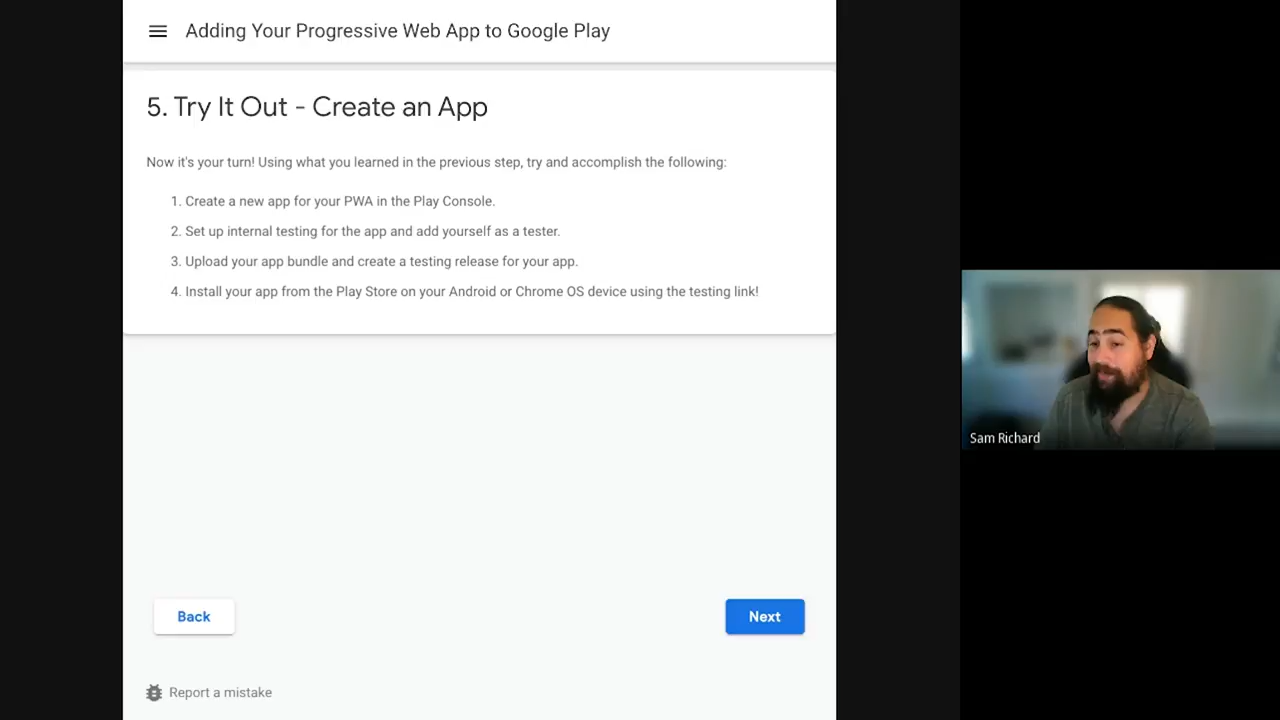 Adding Your Progressive Web App to Google Play
5. Try It Out - Create an App
Now it's your turn! Using what you learned in the previous step, try and accomplish the following:
1. Create a new app for your PWA in the Play Console.
2. Set up internal testing for the app and add yourself as a tester.
3. Upload your app bundle and create a testing release for your app.
4. Install your app from the Play Store on your Android or Chrome OS device using the testing link!
Sam Richard
Back
Next
Report a mistake